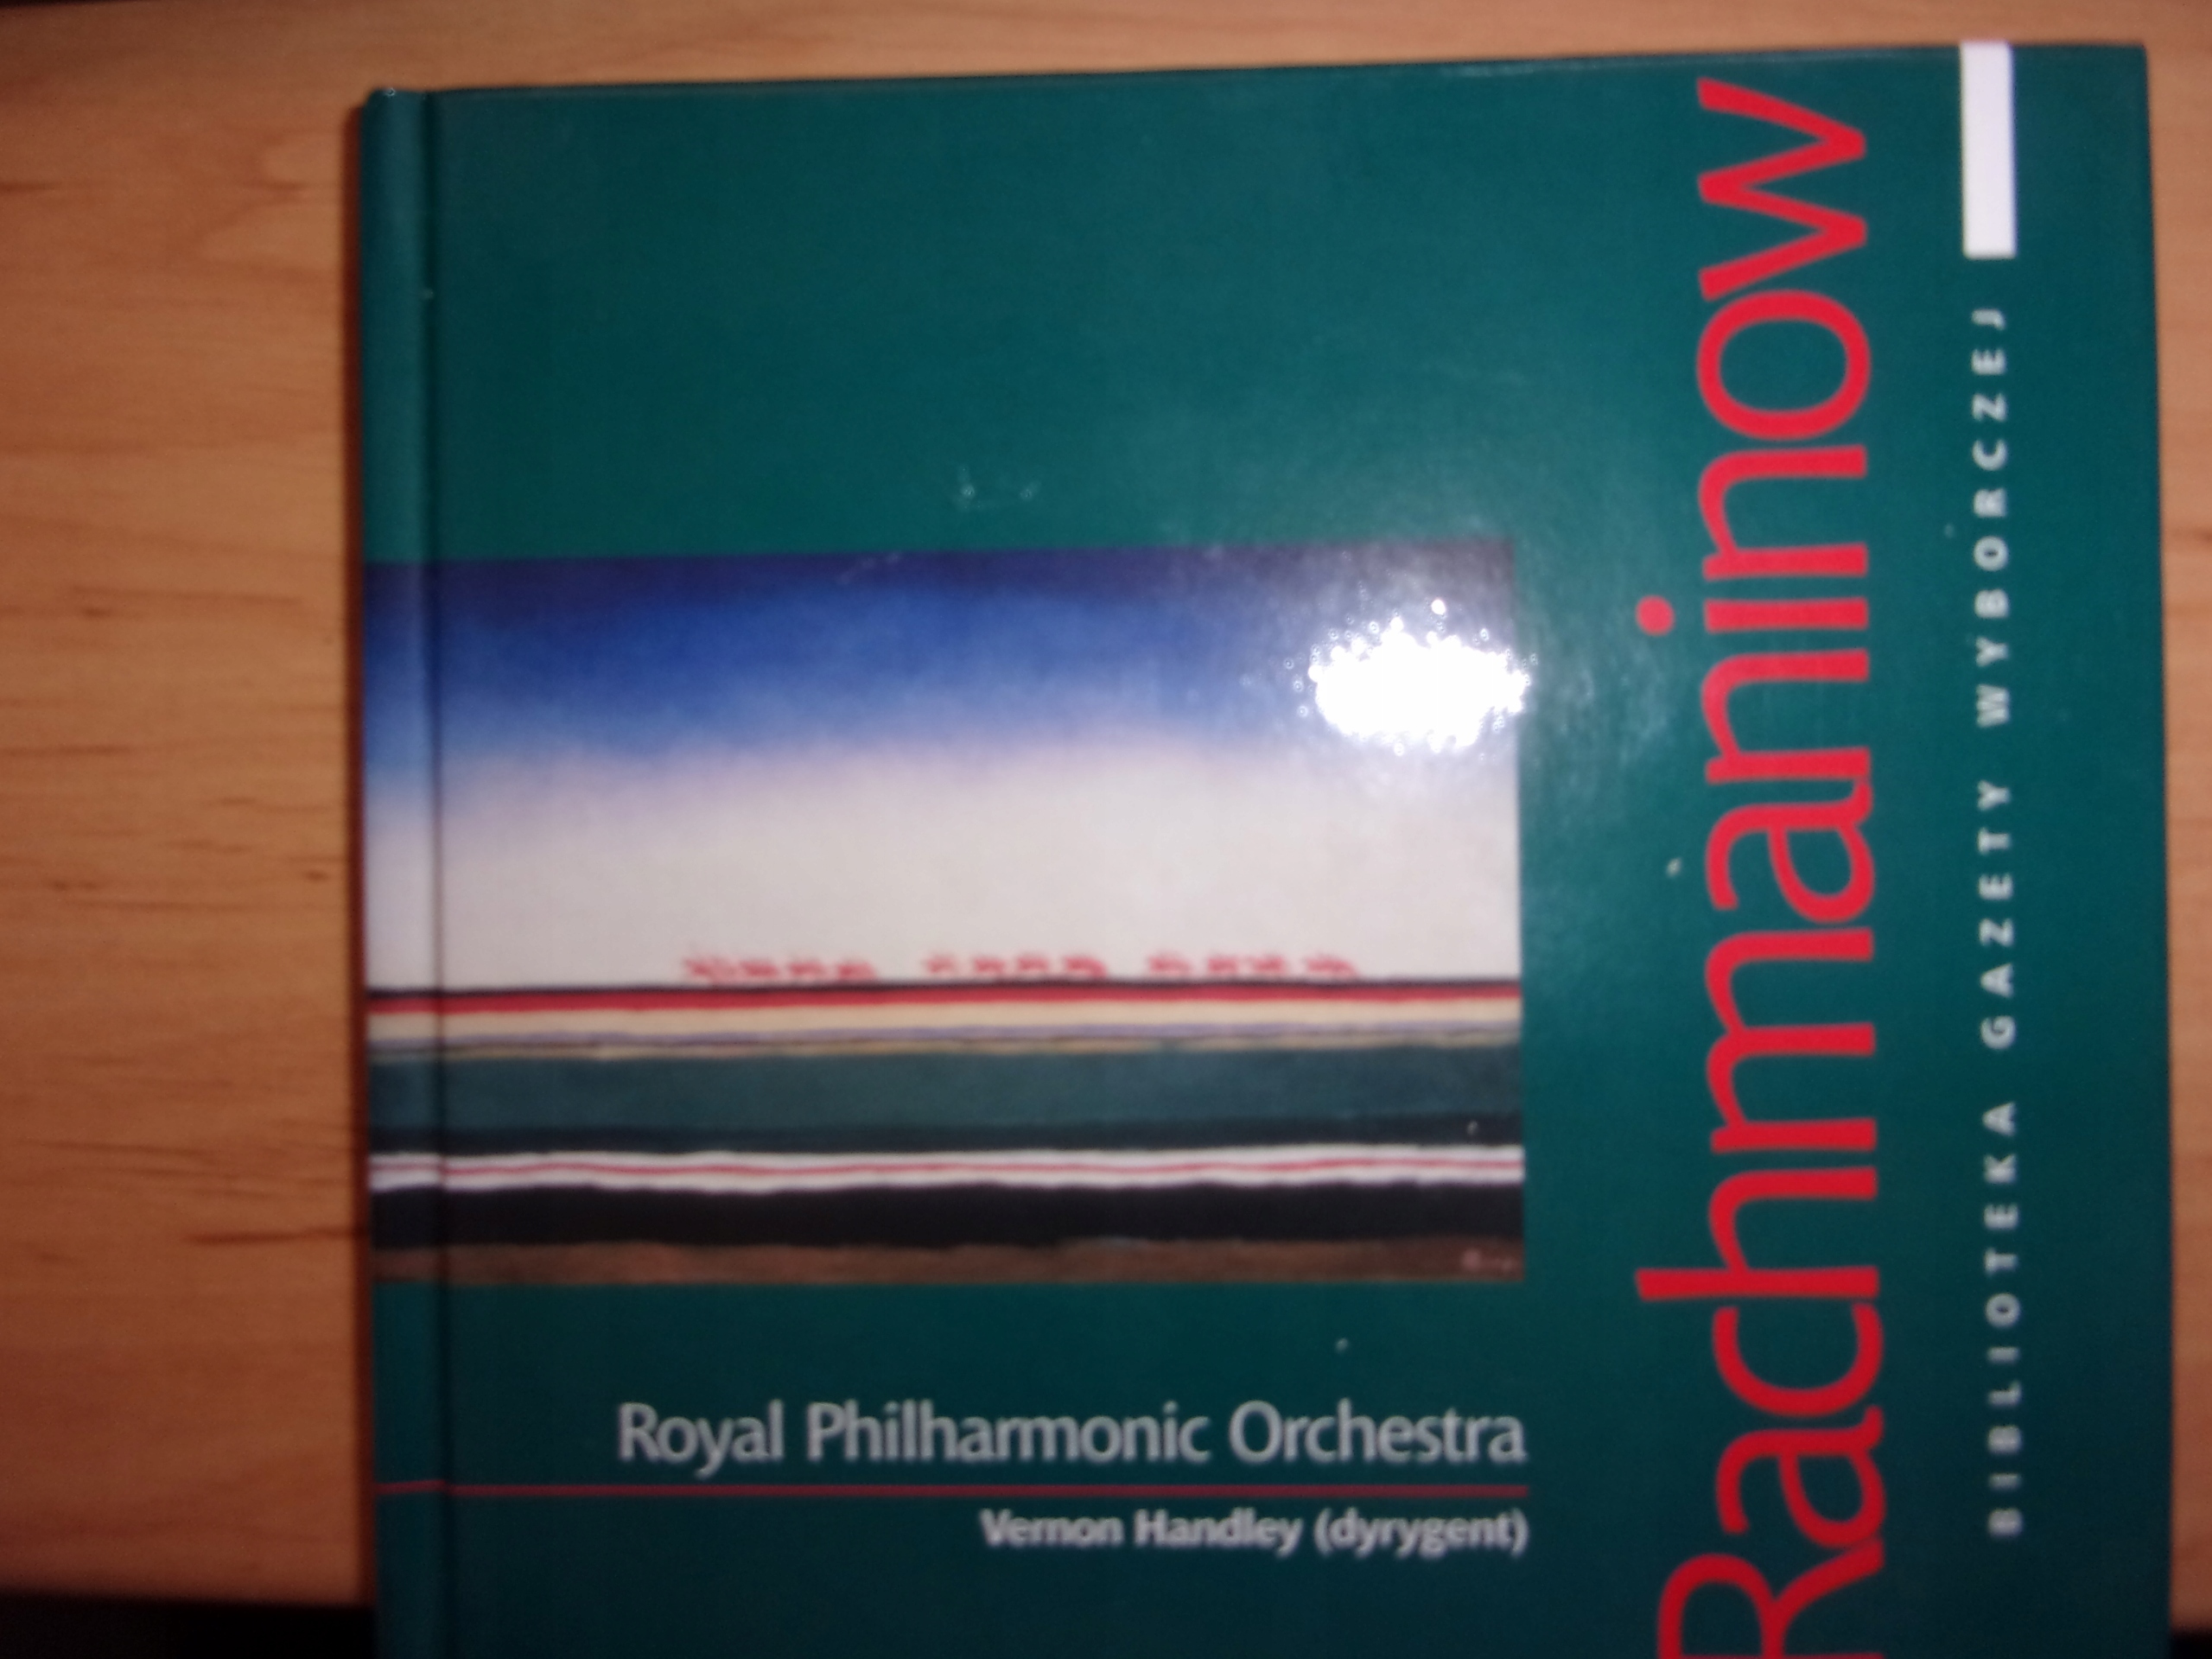 Royal Philharmonic Orchestra
Vernon Handley (dyrygent)
Rachmaninow
BIBLIOTEKA GAZETY WYBORCZEJ